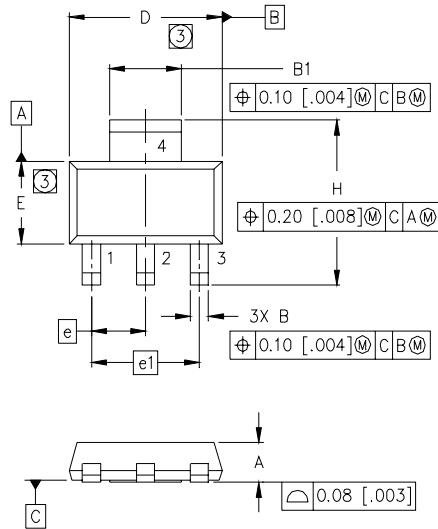 D
B
3
B1
⌖ 0.10 [.004] Ⓜ C B Ⓜ
A
4
3
E
H
⌖ 0.20 [.008] Ⓜ C A Ⓜ
1 2 3
3X B
e
⌖ 0.10 [.004] Ⓜ C B Ⓜ
e1
A
C
⌓ 0.08 [.003]